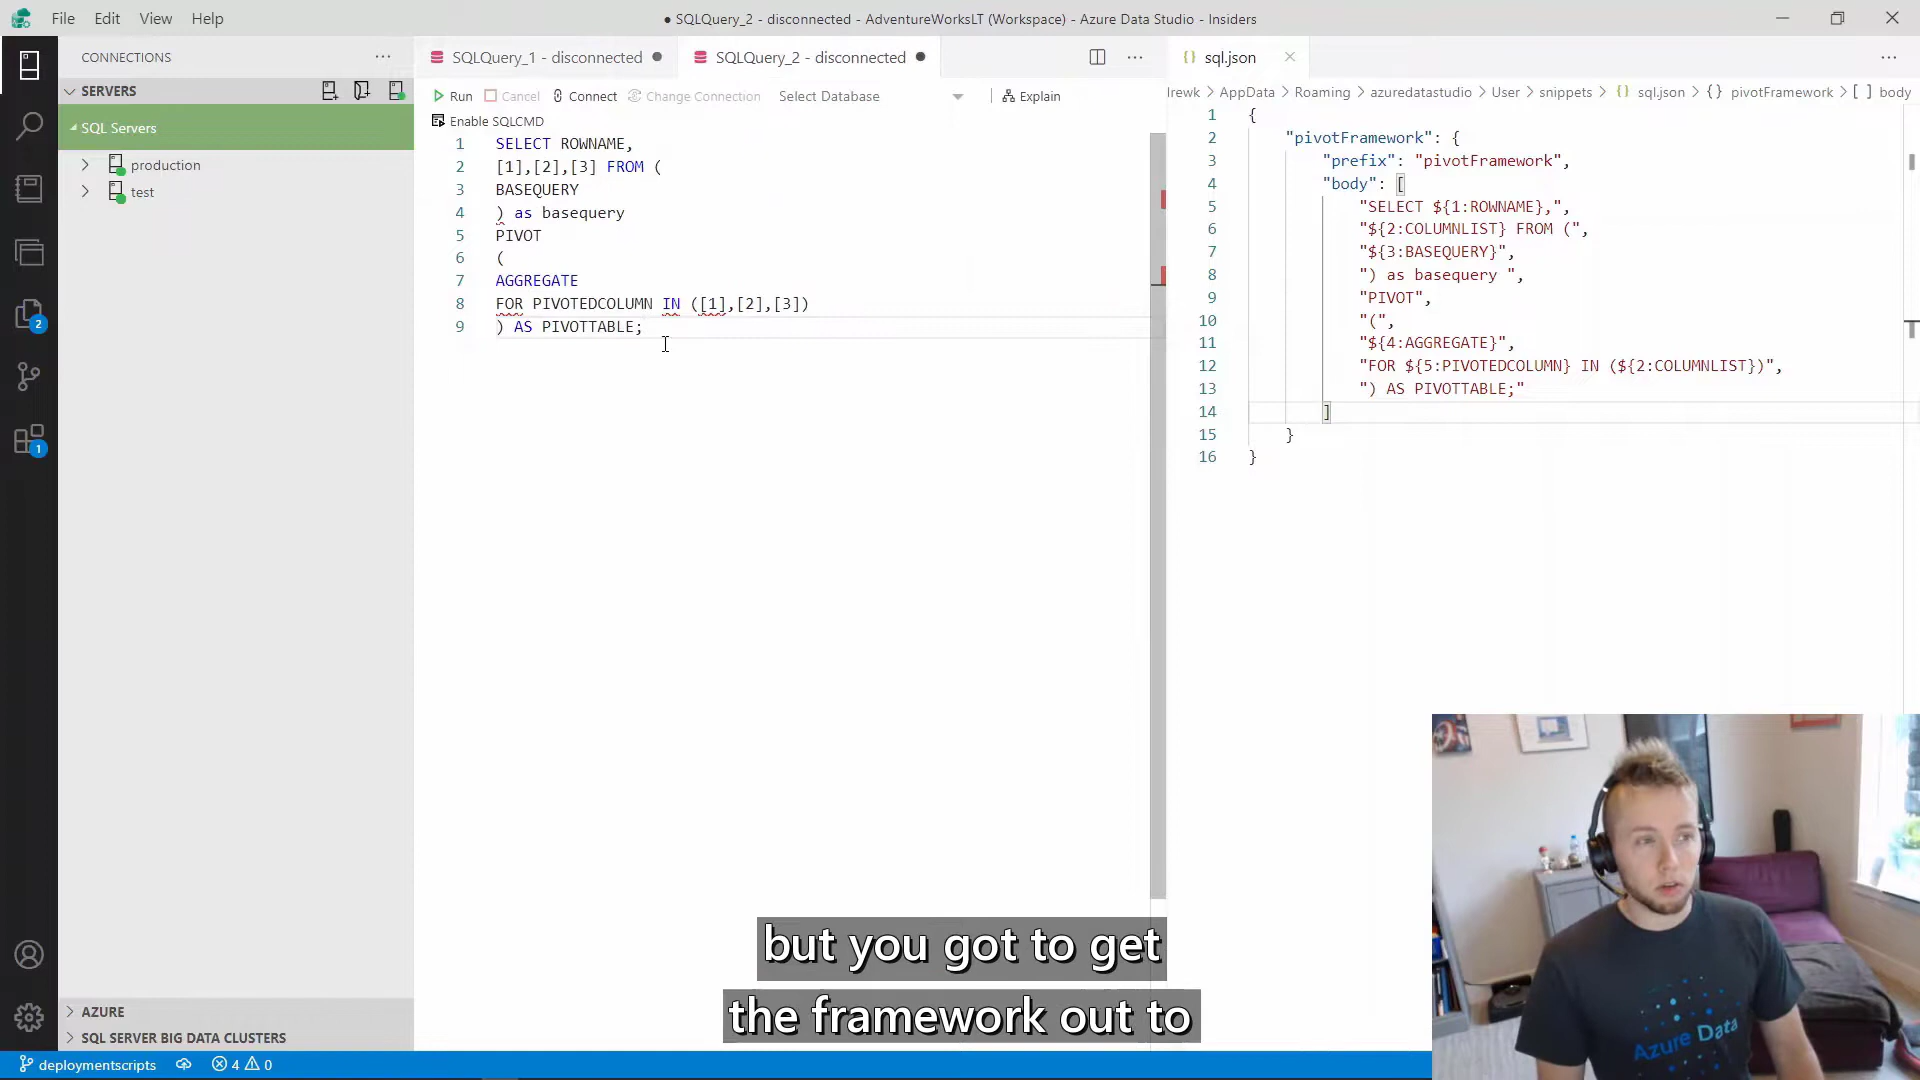 File Edit View Help
● SQLQuery_2 - disconnected - AdventureWorksLT (Workspace) - Azure Data Studio - Insiders
CONNECTIONS
SERVERS
SQL Servers
production
test
AZURE
SQL SERVER BIG DATA CLUSTERS
2
1
SQLQuery_1 - disconnected
SQLQuery_2 - disconnected
Run Cancel Connect Change Connection Select Database Explain
Enable SQLCMD
1 SELECT ROWNAME,
2 [1],[2],[3] FROM (
3 BASEQUERY
4 ) as basequery
5 PIVOT
6 (
7 AGGREGATE
8 FOR PIVOTEDCOLUMN IN ([1],[2],[3])
9 ) AS PIVOTTABLE;
{} sql.json
rewk > AppData > Roaming > azuredatastudio > User > snippets > {} sql.json > {} pivotFramework > [ ] body
1 {
2 "pivotFramework": {
3 "prefix": "pivotFramework",
4 "body": [
5 "SELECT ${1:ROWNAME},",
6 "${2:COLUMNLIST} FROM (",
7 "${3:BASEQUERY}",
8 ") as basequery ",
9 "PIVOT",
10 "(",
11 "${4:AGGREGATE}",
12 "FOR ${5:PIVOTEDCOLUMN} IN (${2:COLUMNLIST})",
13 ") AS PIVOTTABLE;"
14 ]
15 }
16 }
but you got to get
the framework out to
Azure Data
deploymentscripts 4 0